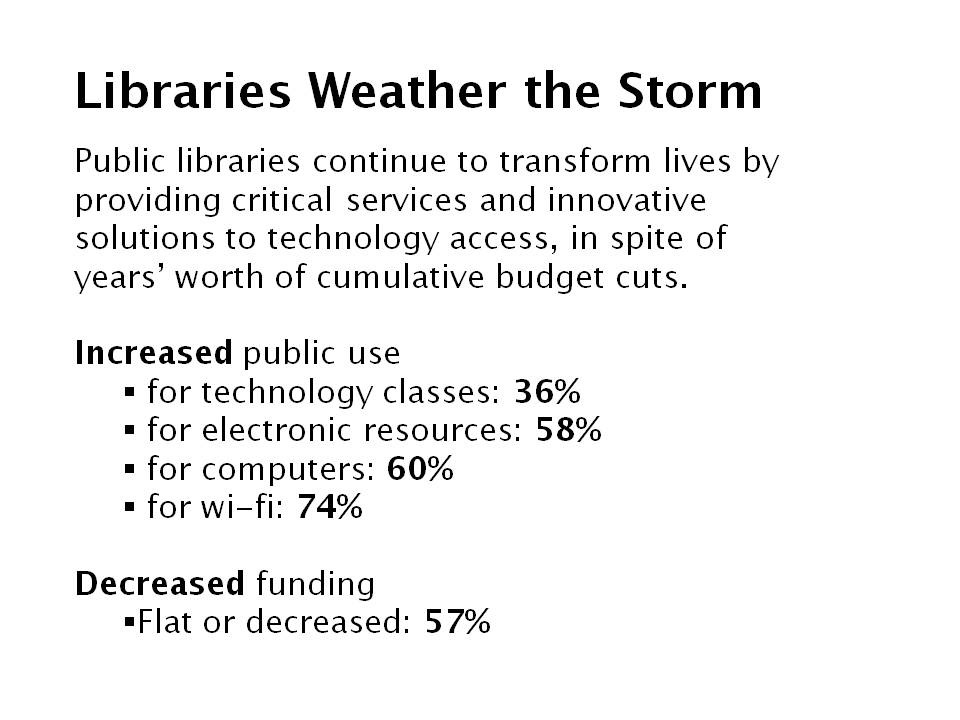 Libraries Weather the Storm
Public libraries continue to transform lives by
providing critical services and innovative
solutions to technology access, in spite of
years’ worth of cumulative budget cuts.
Increased public use
▪ for technology classes: 36%
▪ for electronic resources: 58%
▪ for computers: 60%
▪ for wi-fi: 74%
Decreased funding
▪Flat or decreased: 57%